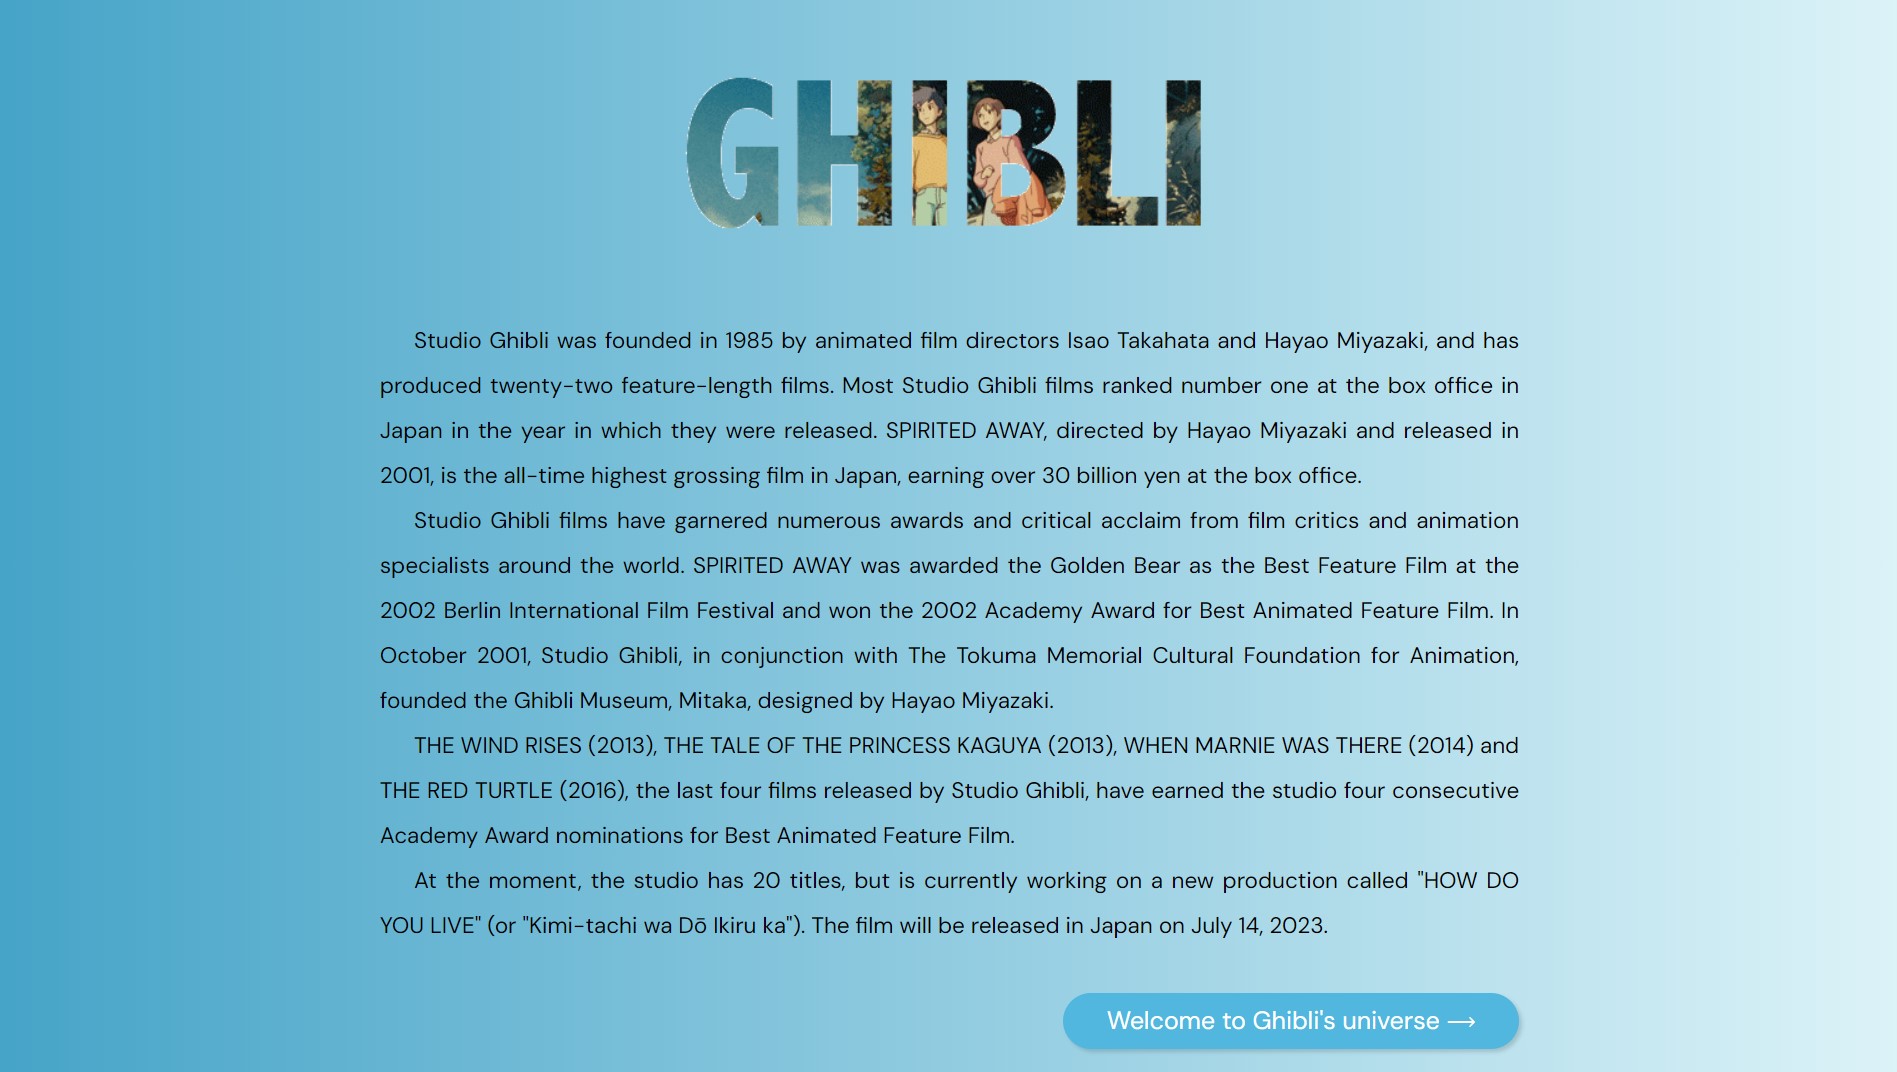 GHIBLI
Studio Ghibli was founded in 1985 by animated film directors Isao Takahata and Hayao Miyazaki, and has
produced twenty-two feature-length films. Most Studio Ghibli films ranked number one at the box office in
Japan in the year in which they were released. SPIRITED AWAY, directed by Hayao Miyazaki and released in
2001, is the all-time highest grossing film in Japan, earning over 30 billion yen at the box office.
Studio Ghibli films have garnered numerous awards and critical acclaim from film critics and animation
specialists around the world. SPIRITED AWAY was awarded the Golden Bear as the Best Feature Film at the
2002 Berlin International Film Festival and won the 2002 Academy Award for Best Animated Feature Film. In
October 2001, Studio Ghibli, in conjunction with The Tokuma Memorial Cultural Foundation for Animation,
founded the Ghibli Museum, Mitaka, designed by Hayao Miyazaki.
THE WIND RISES (2013), THE TALE OF THE PRINCESS KAGUYA (2013), WHEN MARNIE WAS THERE (2014) and
THE RED TURTLE (2016), the last four films released by Studio Ghibli, have earned the studio four consecutive
Academy Award nominations for Best Animated Feature Film.
At the moment, the studio has 20 titles, but is currently working on a new production called "HOW DO
YOU LIVE" (or "Kimi-tachi wa Dō Ikiru ka"). The film will be released in Japan on July 14, 2023.
Welcome to Ghibli's universe ⟶